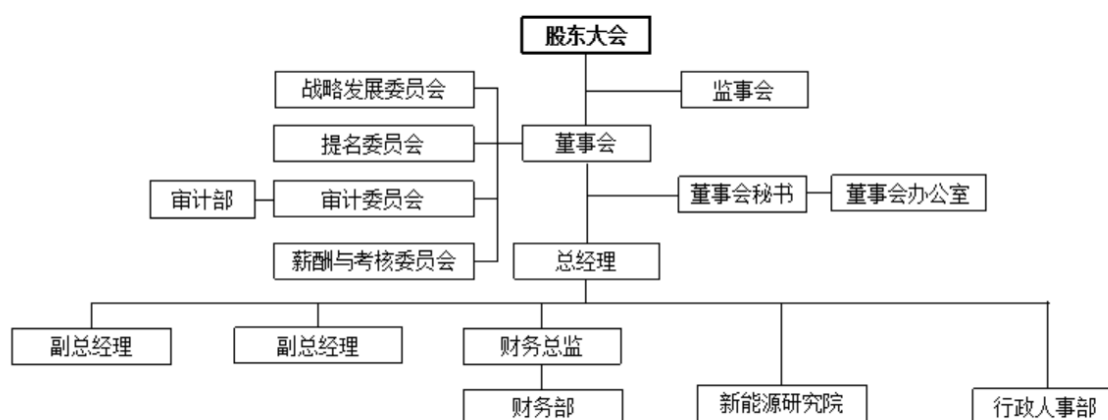 股东大会
战略发展委员会
监事会
提名委员会
董事会
审计部
审计委员会
董事会秘书
董事会办公室
薪酬与考核委员会
总经理
副总经理
副总经理
财务总监
财务部
新能源研究院
行政人事部